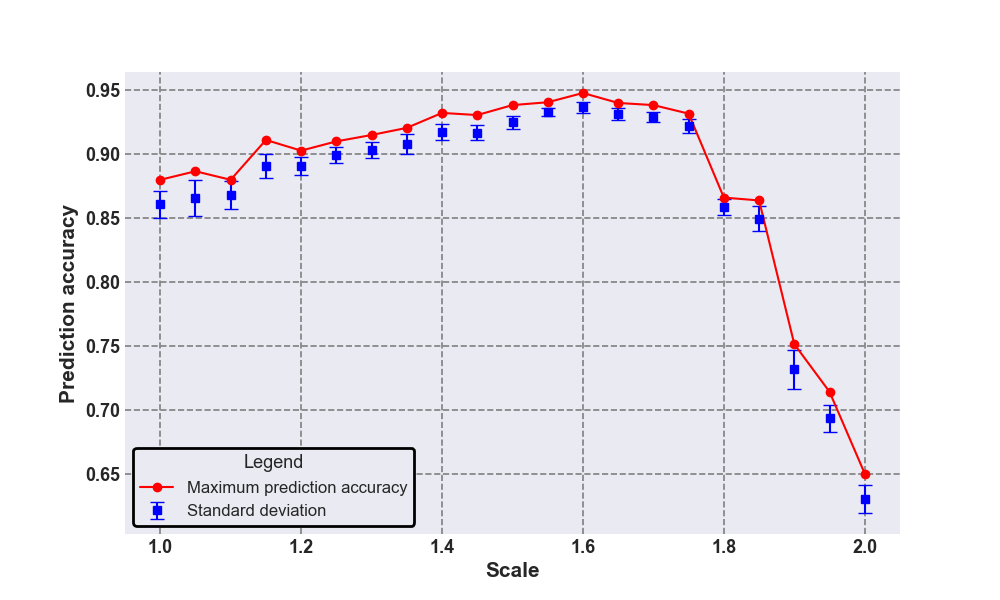 0.95
0.90
0.85
0.80
0.75
0.70
0.65
Prediction accuracy
Legend
Maximum prediction accuracy
Standard deviation
1.0 1.2 1.4 1.6 1.8 2.0
Scale